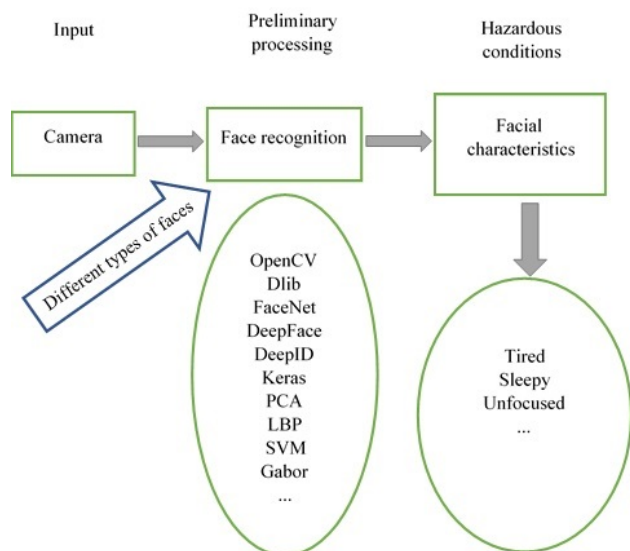 Input
Preliminary
processing
Hazardous
conditions
Camera
Face recognition
Facial
characteristics
Different types of faces
OpenCV
Dlib
FaceNet
DeepFace
DeepID
Keras
PCA
LBP
SVM
Gabor
...
Tired
Sleepy
Unfocused
...